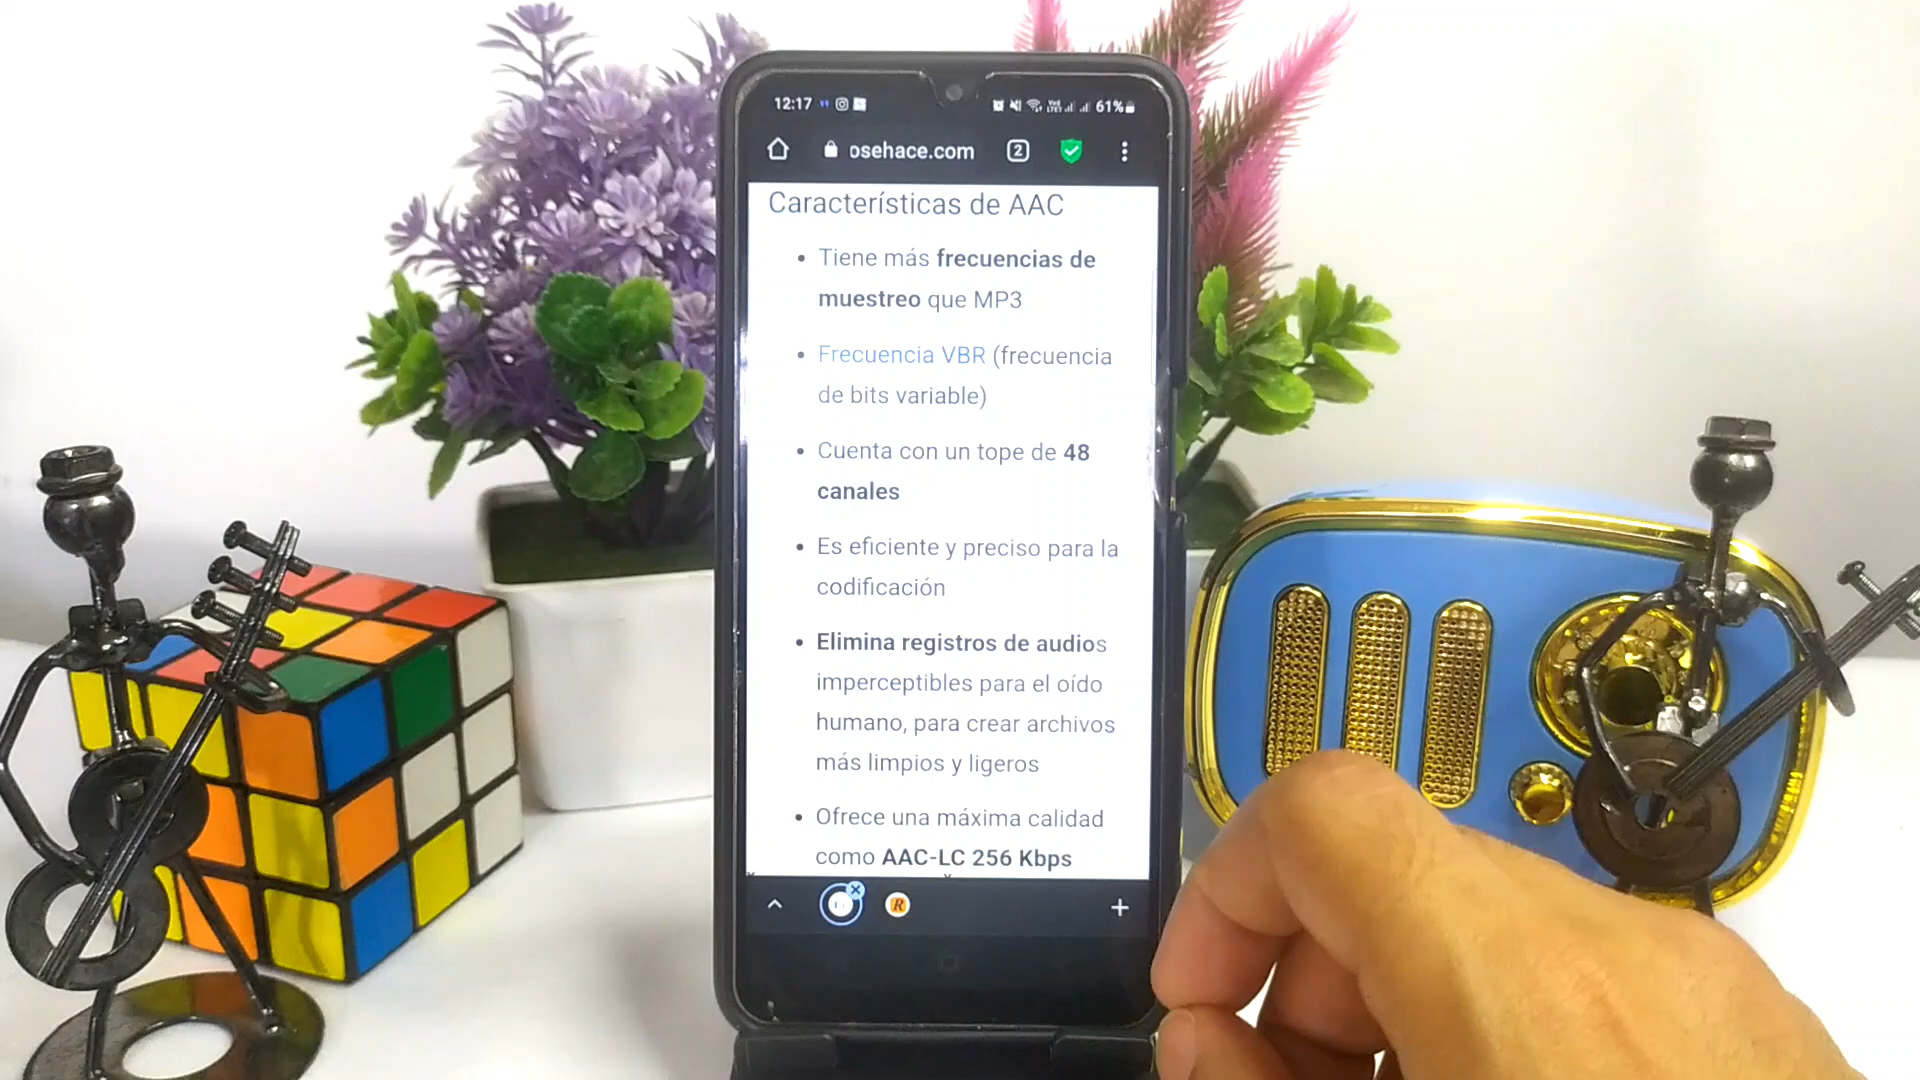 12:17
61%
osehace.com
2
Características de AAC
• Tiene más frecuencias de
muestreo que MP3
• Frecuencia VBR (frecuencia
de bits variable)
• Cuenta con un tope de 48
canales
• Es eficiente y preciso para la
codificación
• Elimina registros de audios
imperceptibles para el oído
humano, para crear archivos
más limpios y ligeros
• Ofrece una máxima calidad
como AAC-LC 256 Kbps
R